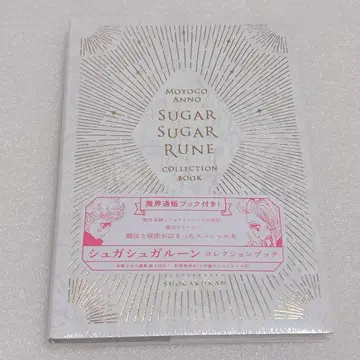 MOYOCO
ANNO
SUGAR
SUGAR
RUNE
COLLECTION
BOOK
魔界通販ブック付き!
魔法と秘密が詰まったスペシャル本
シュガシュガルーン コレクションブック
SHOGAKUKAN